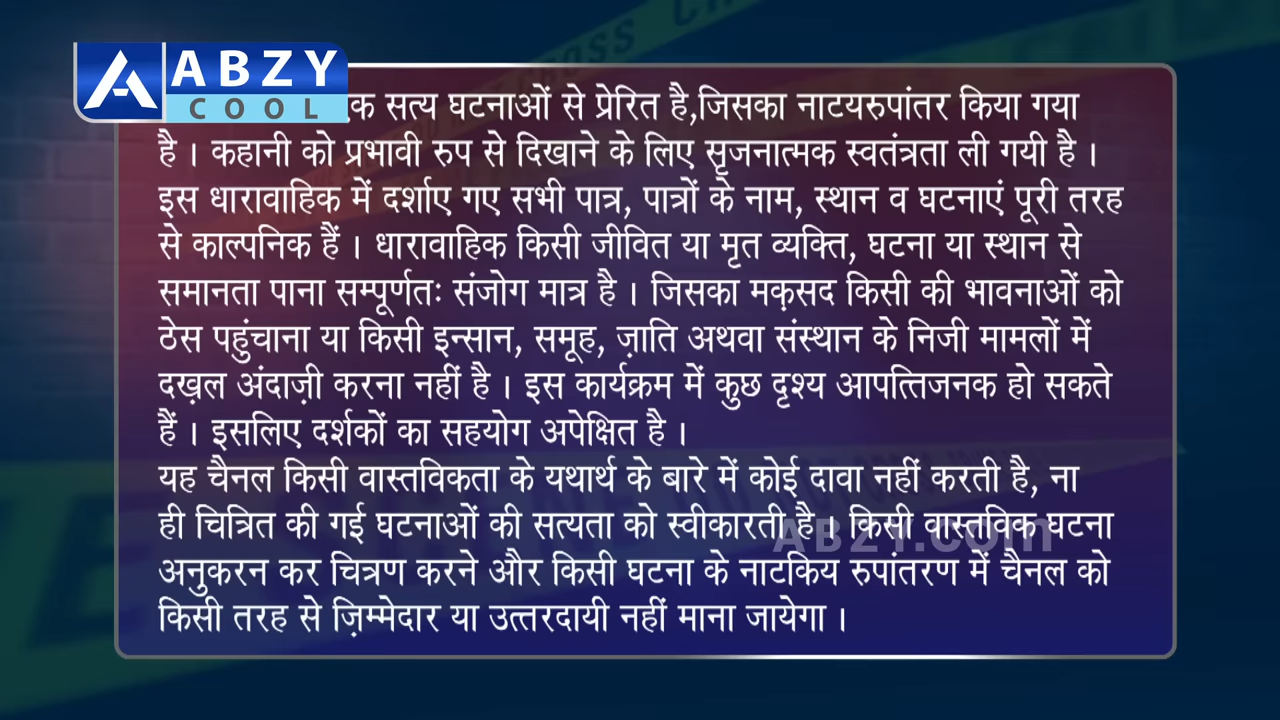 ABZY
COOL
सत्य घटनाओं से प्रेरित है,जिसका नाटयरुपांतर किया गया
है । कहानी को प्रभावी रुप से दिखाने के लिए सृजनात्मक स्वतंत्रता ली गयी है ।
इस धारावाहिक में दर्शाए गए सभी पात्र, पात्रों के नाम, स्थान व घटनाएं पूरी तरह
से काल्पनिक हैं । धारावाहिक किसी जीवित या मृत व्यक्ति, घटना या स्थान से
समानता पाना सम्पूर्णतः संजोग मात्र है । जिसका मक़सद किसी की भावनाओं को
ठेस पहुंचाना या किसी इन्सान, समूह, ज़ाति अथवा संस्थान के निजी मामलों में
दख़ल अंदाज़ी करना नहीं है । इस कार्यक्रम में कुछ दृश्य आपत्तिजनक हो सकते
हैं । इसलिए दर्शकों का सहयोग अपेक्षित है ।
यह चैनल किसी वास्तविकता के यथार्थ के बारे में कोई दावा नहीं करती है, ना
ही चित्रित की गई घटनाओं की सत्यता को स्वीकारती है । किसी वास्तविक घटना
ABZY.com
अनुकरन कर चित्रण करने और किसी घटना के नाटकिय रुपांतरण में चैनल को
किसी तरह से ज़िम्मेदार या उत्तरदायी नहीं माना जायेगा ।